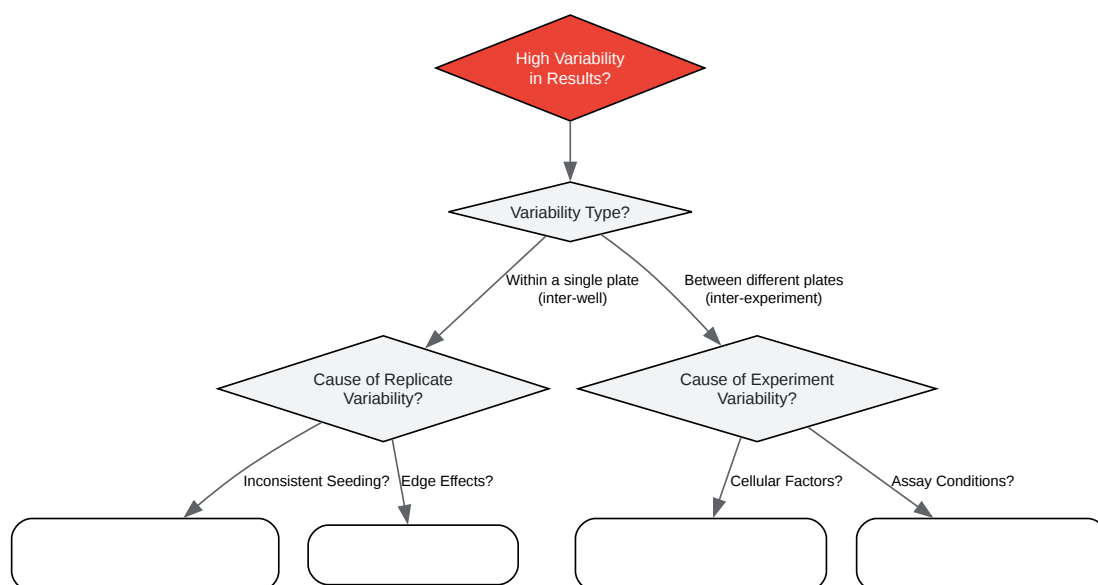 High Variability
in Results?
Variability Type?
Within a single plate
(inter-well)
Between different plates
(inter-experiment)
Cause of Replicate
Variability?
Cause of Experiment
Variability?
Inconsistent Seeding?
Edge Effects?
Cellular Factors?
Assay Conditions?